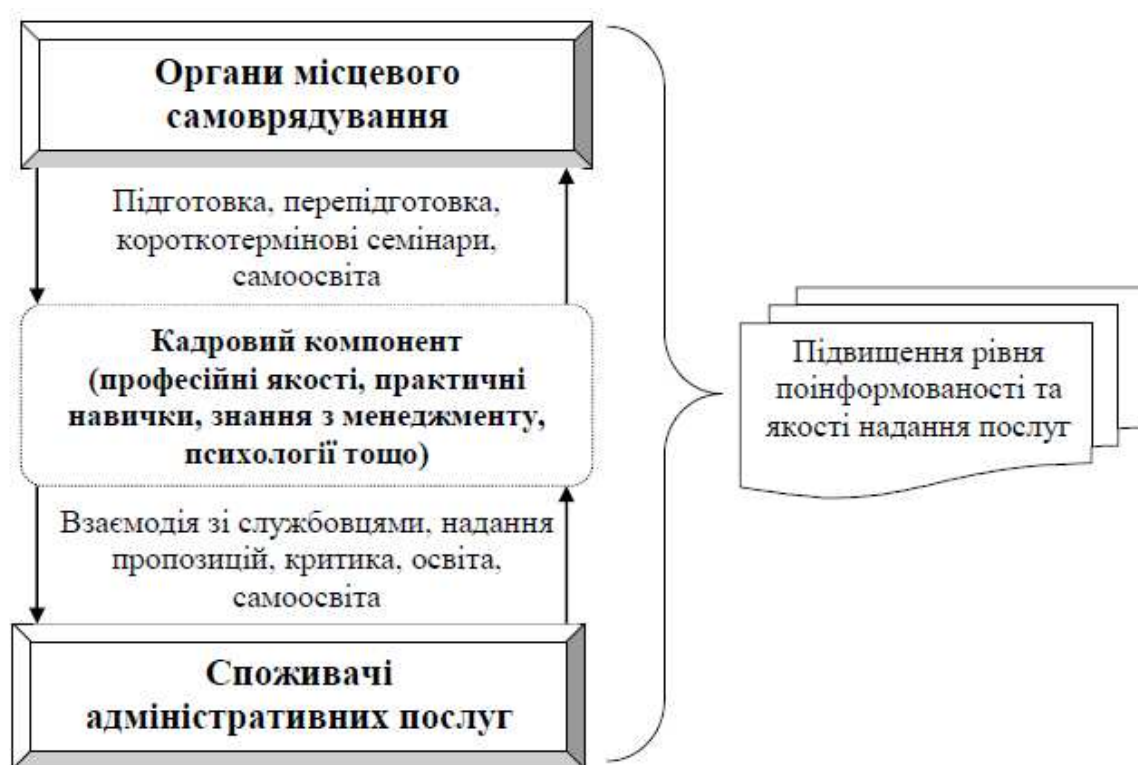 Органи місцевого
самоврядування
Підготовка, перепідготовка,
короткотермінові семінари,
самоосвіта
Кадровий компонент
(професійні якості, практичні
навички, знання з менеджменту,
психології тощо)
Взаємодія зі службовцями, надання
пропозицій, критика, освіта,
самоосвіта
Споживачі
адміністративних послуг
Підвищення рівня
поінформованості та
якості надання послуг